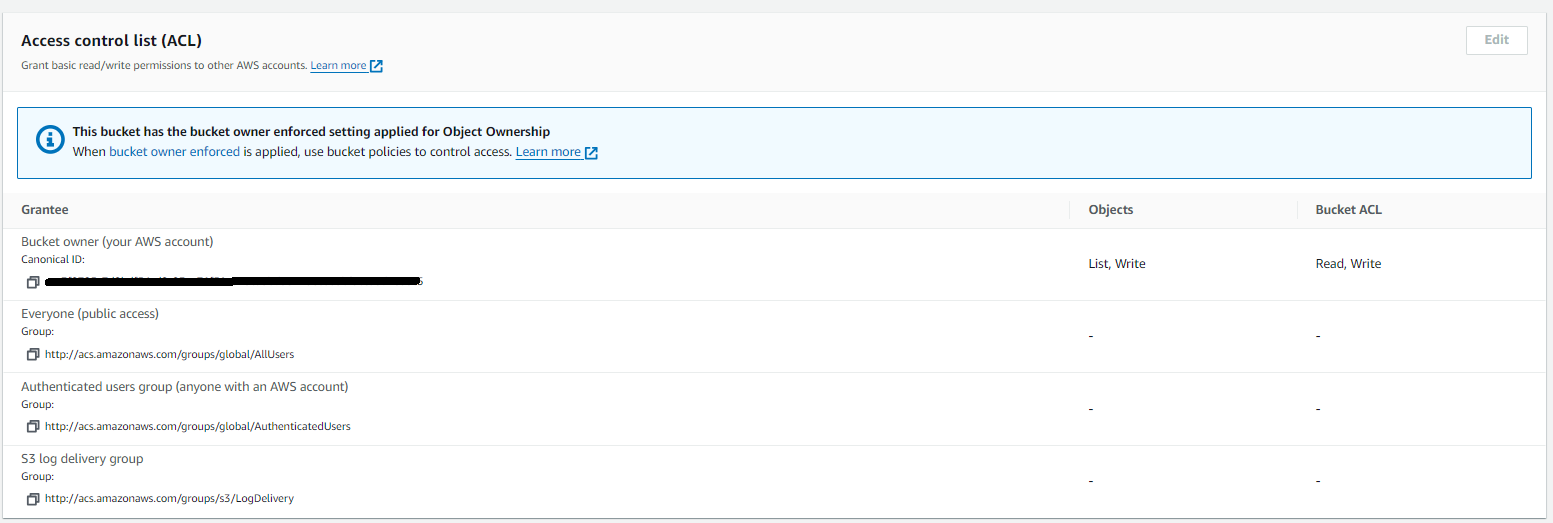 Access control list (ACL)
Edit
Grant basic read/write permissions to other AWS accounts. Learn more
This bucket has the bucket owner enforced setting applied for Object Ownership
When bucket owner enforced is applied, use bucket policies to control access. Learn more
Grantee Objects Bucket ACL
Bucket owner (your AWS account)
Canonical ID:
List, Write Read, Write
Everyone (public access)
Group:
- -
http://acs.amazonaws.com/groups/global/AllUsers
Authenticated users group (anyone with an AWS account)
Group:
- -
http://acs.amazonaws.com/groups/global/AuthenticatedUsers
S3 log delivery group
Group:
- -
http://acs.amazonaws.com/groups/s3/LogDelivery